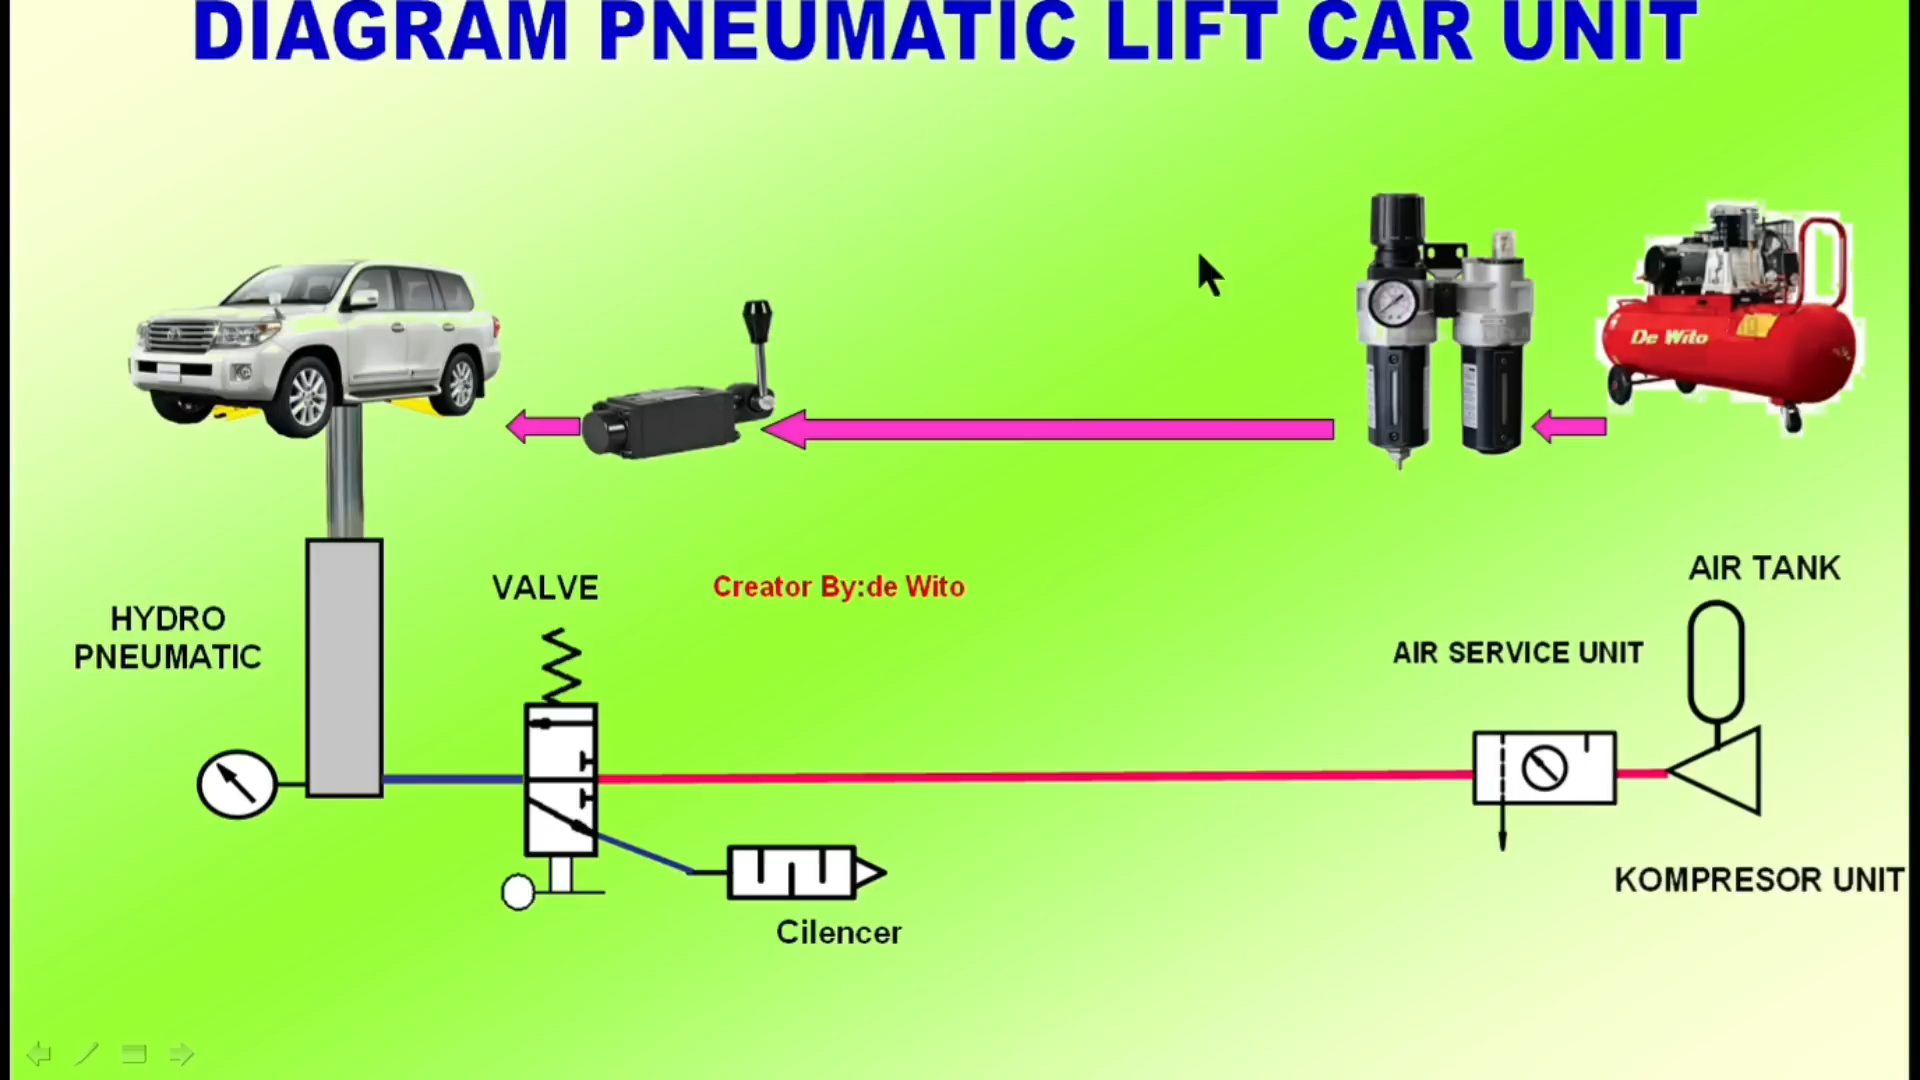 DIAGRAM PNEUMATIC LIFT CAR UNIT
De Wito
AIR TANK
VALVE
Creator By:de Wito
HYDRO
PNEUMATIC
AIR SERVICE UNIT
KOMPRESOR UNIT
Cilencer